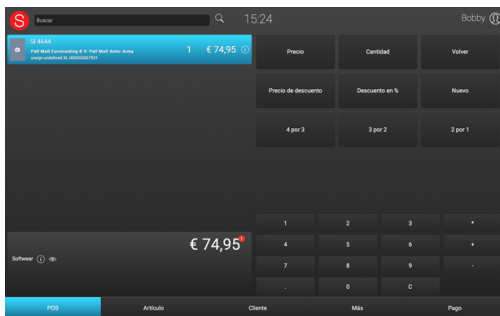 S Buscar 15:24 Bobby
SI 4644
Pall Mall Eurotrading B.V. Pall Mall Antic Army 1 € 74,95
Precio Cantidad Volver
Precio de descuento Descuento en % Nuevo
4 por 3 3 por 2 2 por 1
1 2 3 *
€ 74,95 4 5 6 +
Softwear
7 8 9 -
. 0 C
POS Artículo Cliente Más Pago